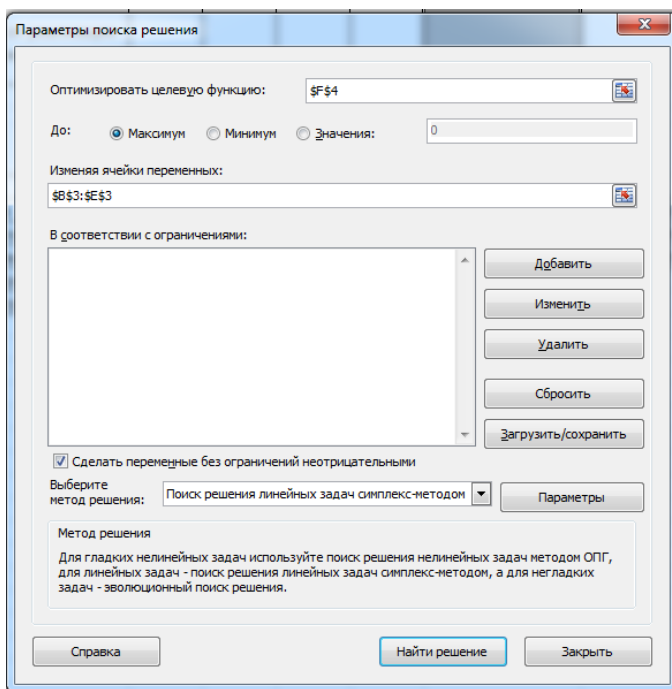 Параметры поиска решения
Оптимизировать целевую функцию: $F$4
До: Максимум Минимум Значения: 0
Изменяя ячейки переменных:
$B$3:$E$3
В соответствии с ограничениями:
Добавить
Изменить
Удалить
Сбросить
Загрузить/сохранить
Сделать переменные без ограничений неотрицательными
Выберите
метод решения: Поиск решения линейных задач симплекс-методом Параметры
Метод решения
Для гладких нелинейных задач используйте поиск решения нелинейных задач методом ОПГ,
для линейных задач - поиск решения линейных задач симплекс-методом, а для негладких
задач - эволюционный поиск решения.
Справка Найти решение Закрыть